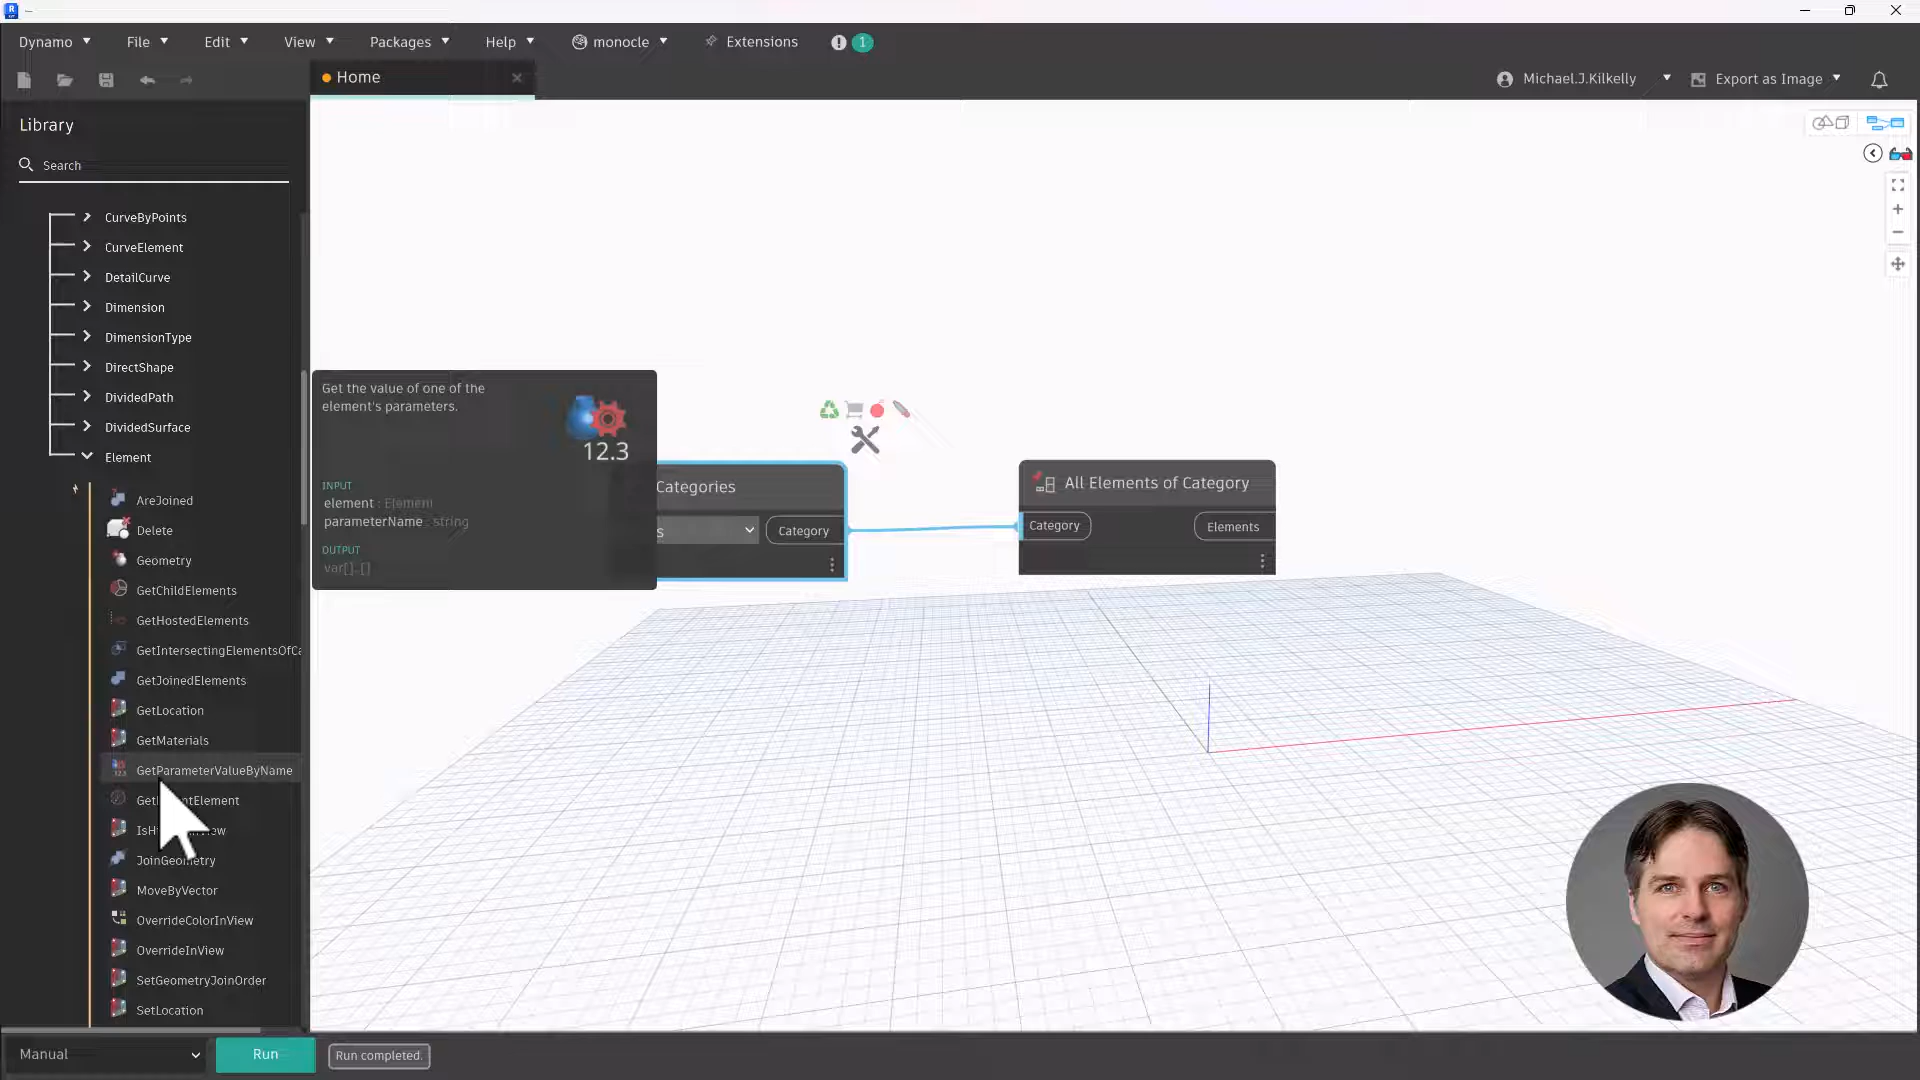 Dynamo
File
Edit
View
Packages
Help
monocle
Extensions
1
Home
Michael.J.Kilkelly
Export as Image
Library
Search
CurveByPoints
CurveElement
DetailCurve
Dimension
DimensionType
DirectShape
DividedPath
DividedSurface
Element
AreJoined
Delete
Geometry
GetChildElements
GetHostedElements
GetIntersectingElementsOfCa
GetJoinedElements
GetLocation
GetMaterials
GetParameterValueByName
JoinGeometry
MoveByVector
OverrideColorInView
OverrideInView
SetGeometryJoinOrder
SetLocation
Get the value of one of the
element's parameters.
12.3
INPUT
element : Element
parameterName : string
OUTPUT
var[]..[]
Categories
s
Category
All Elements of Category
Category
Elements
Manual
Run
Run completed.